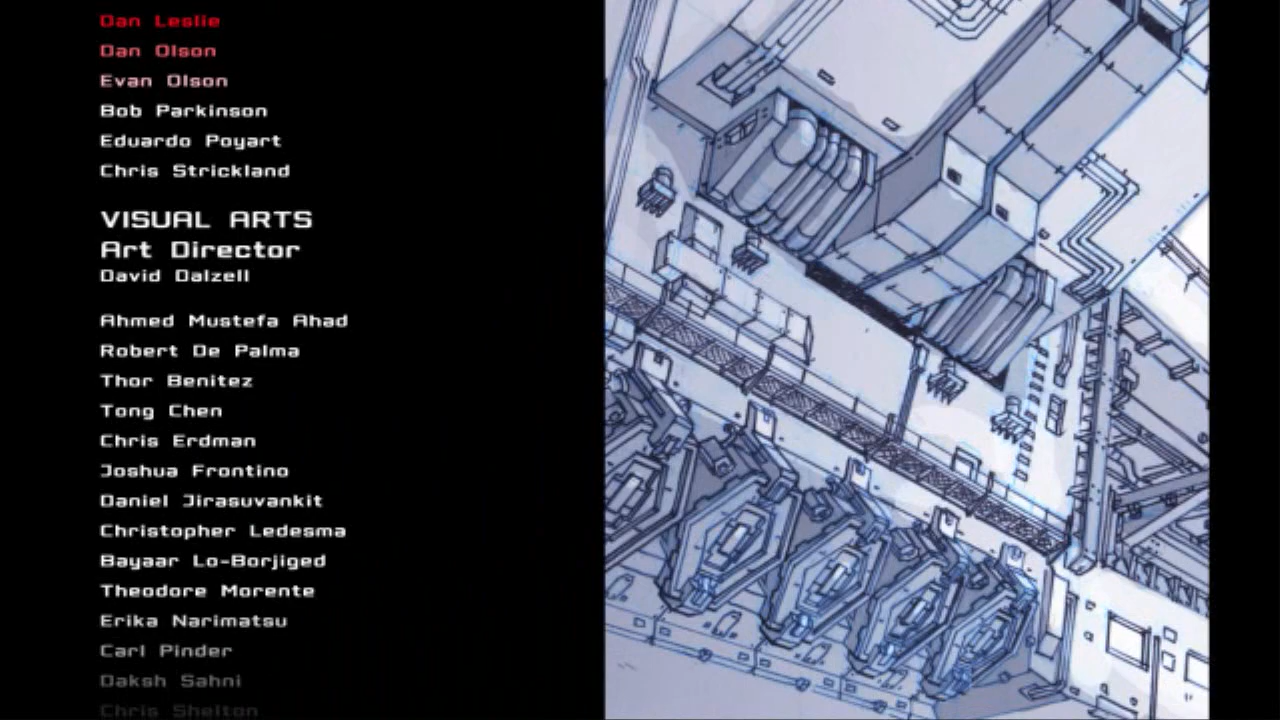 Dan Leslie
Dan Olson
Evan Olson
Bob Parkinson
Eduardo Poyart
Chris Strickland
VISUAL ARTS
Art Director
David Dalzell
Ahmed Mustefa Ahad
Robert De Palma
Thor Benitez
Tong Chen
Chris Erdman
Joshua Frontino
Daniel Jirasuvankit
Christopher Ledesma
Bayaar Lo-Borjiged
Theodore Morente
Erika Narimatsu
Carl Pinder
Daksh Sahni
Chris Shelton